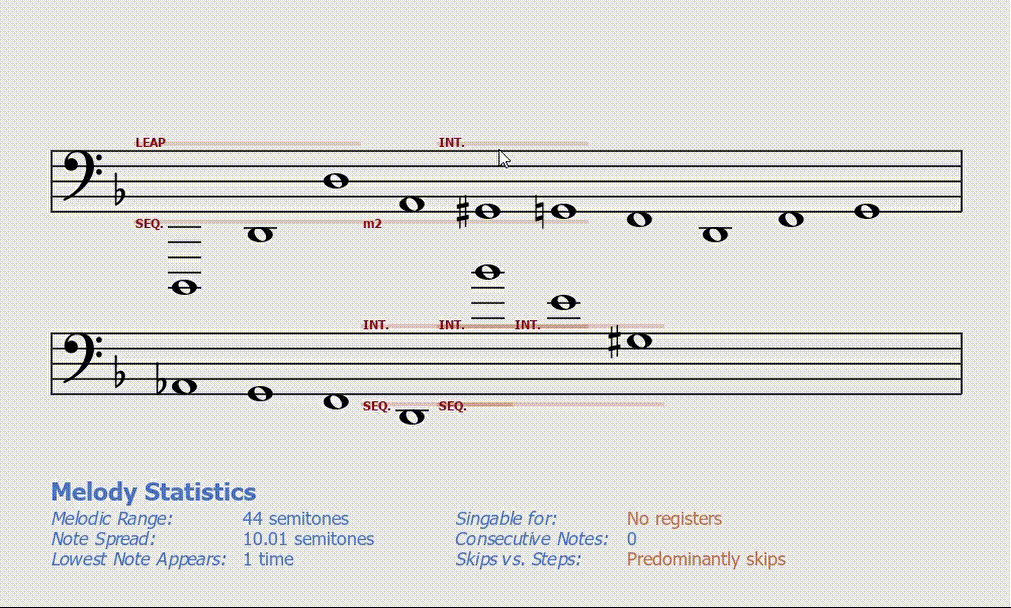 LEAP INT.
SEQ. m2
INT. INT. INT.
SEQ. SEQ.
Melody Statistics
Melodic Range: 44 semitones Singable for: No registers
Note Spread: 10.01 semitones Consecutive Notes: 0
Lowest Note Appears: 1 time Skips vs. Steps: Predominantly skips